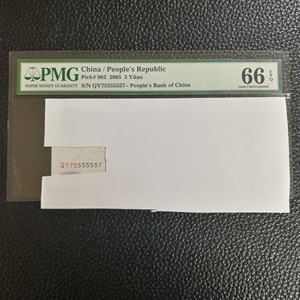 PMG
PAPER MONEY GUARANTY
China / People's Republic
Pick# 903 2005 5 Yüan
S/N QY75555557 - People's Bank of China
66 EPQ
Gem Uncirculated
QY75555557